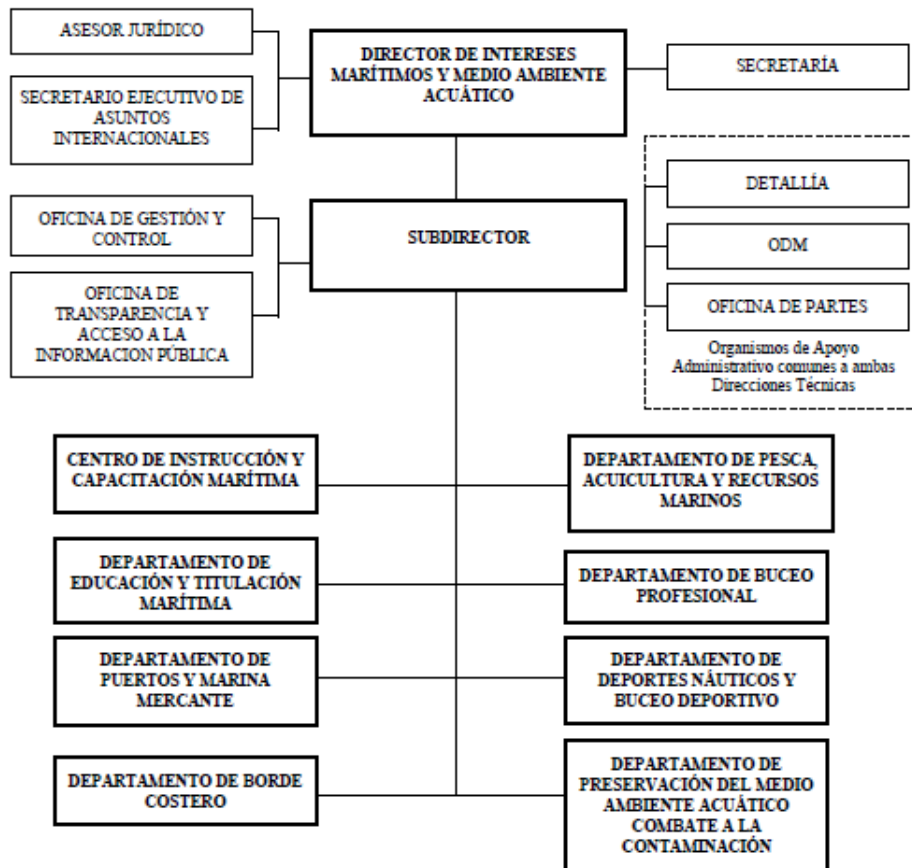 ASESOR JURÍDICO
SECRETARIO EJECUTIVO DE
ASUNTOS
INTERNACIONALES
DIRECTOR DE INTERESES
MARÍTIMOS Y MEDIO AMBIENTE
ACUÁTICO
SECRETARÍA
OFICINA DE GESTIÓN Y
CONTROL
OFICINA DE
TRANSPARENCIA Y
ACCESO A LA
INFORMACION PÚBLICA
SUBDIRECTOR
DETALLÍA
ODM
OFICINA DE PARTES
Organismos de Apoyo
Administrativo comunes a ambas
Direcciones Técnicas
CENTRO DE INSTRUCCIÓN Y
CAPACITACIÓN MARÍTIMA
DEPARTAMENTO DE PESCA,
ACUICULTURA Y RECURSOS
MARINOS
DEPARTAMENTO DE
EDUCACIÓN Y TITULACIÓN
MARÍTIMA
DEPARTAMENTO DE BUCEO
PROFESIONAL
DEPARTAMENTO DE
PUERTOS Y MARINA
MERCANTE
DEPARTAMENTO DE
DEPORTES NÁUTICOS Y
BUCEO DEPORTIVO
DEPARTAMENTO DE BORDE
COSTERO
DEPARTAMENTO DE
PRESERVACIÓN DEL MEDIO
AMBIENTE ACUÁTICO
COMBATE A LA
CONTAMINACIÓN